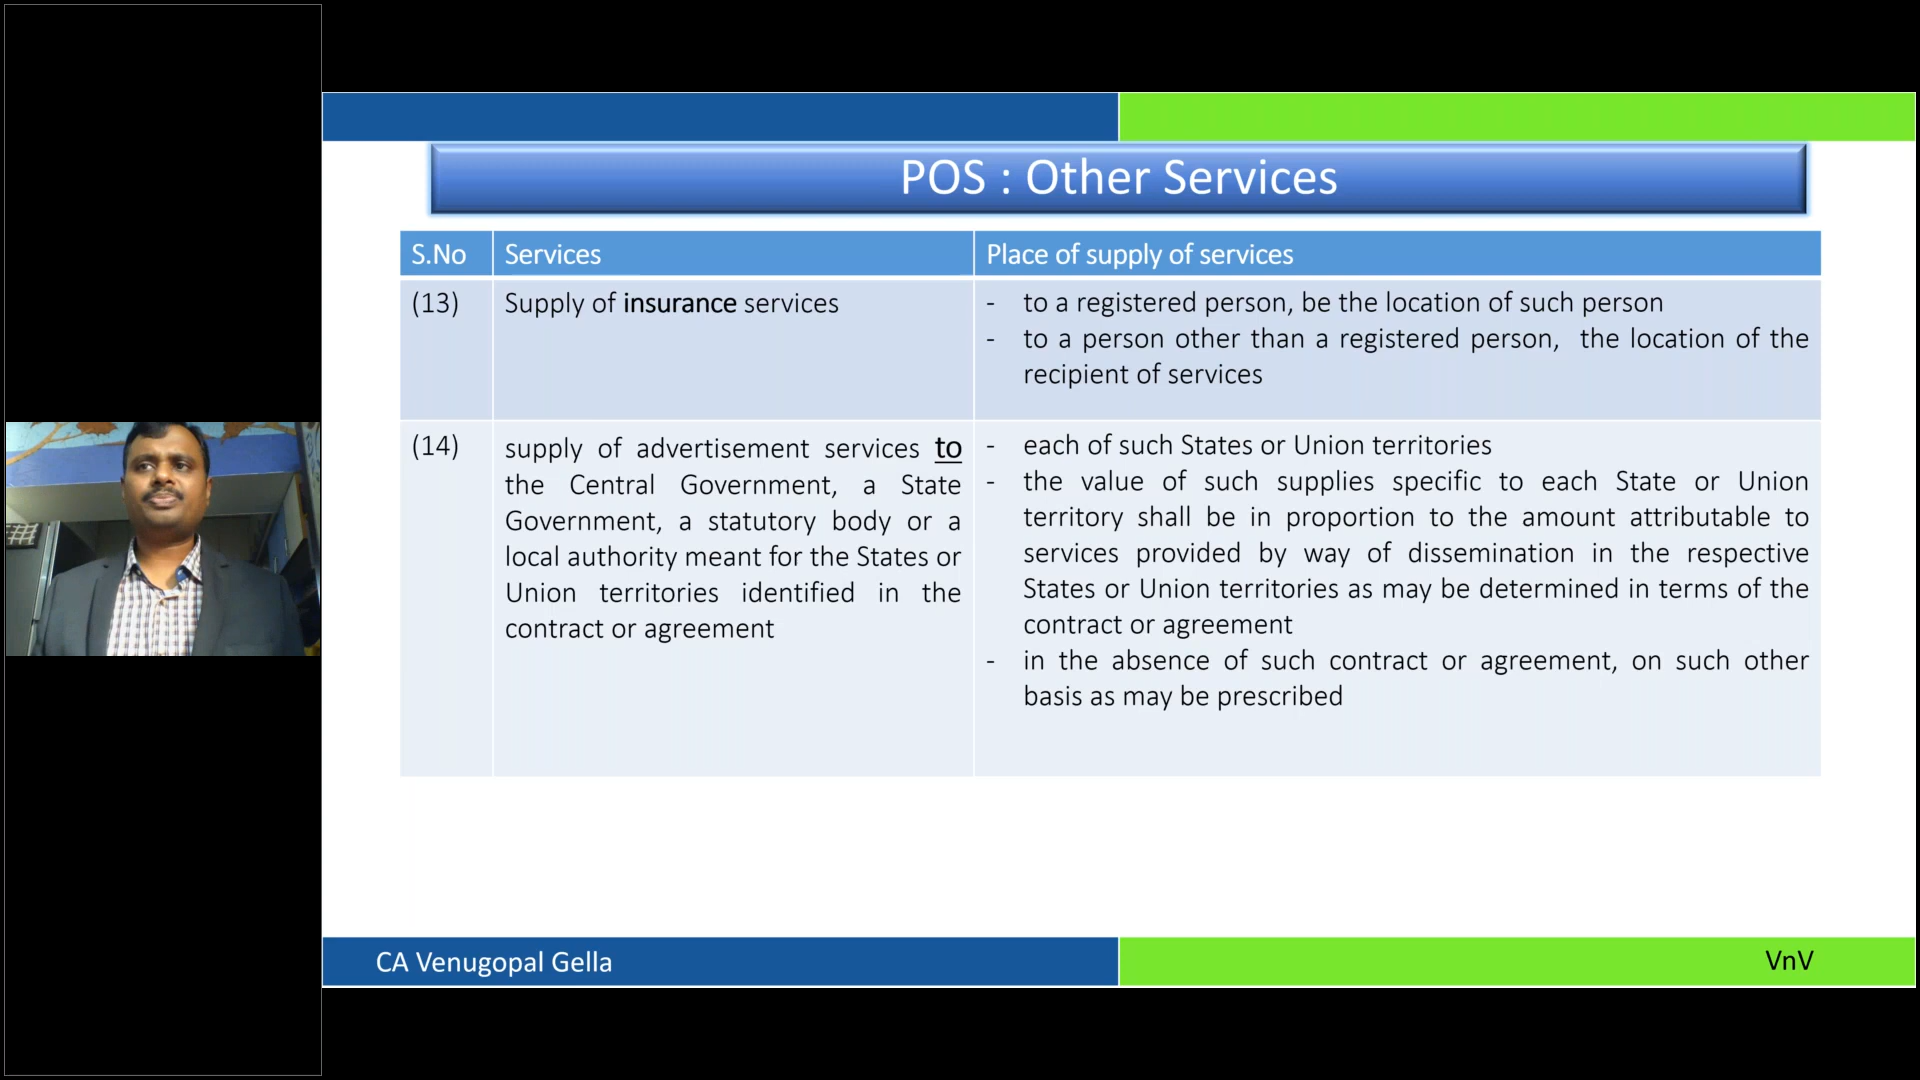 POS : Other Services
S.No Services Place of supply of services
(13) Supply of insurance services
- to a registered person, be the location of such person
- to a person other than a registered person, the location of the
recipient of services
(14) supply of advertisement services to
the Central Government, a State
Government, a statutory body or a
local authority meant for the States or
Union territories identified in the
contract or agreement
- each of such States or Union territories
- the value of such supplies specific to each State or Union
territory shall be in proportion to the amount attributable to
services provided by way of dissemination in the respective
States or Union territories as may be determined in terms of the
contract or agreement
- in the absence of such contract or agreement, on such other
basis as may be prescribed
CA Venugopal Gella VnV